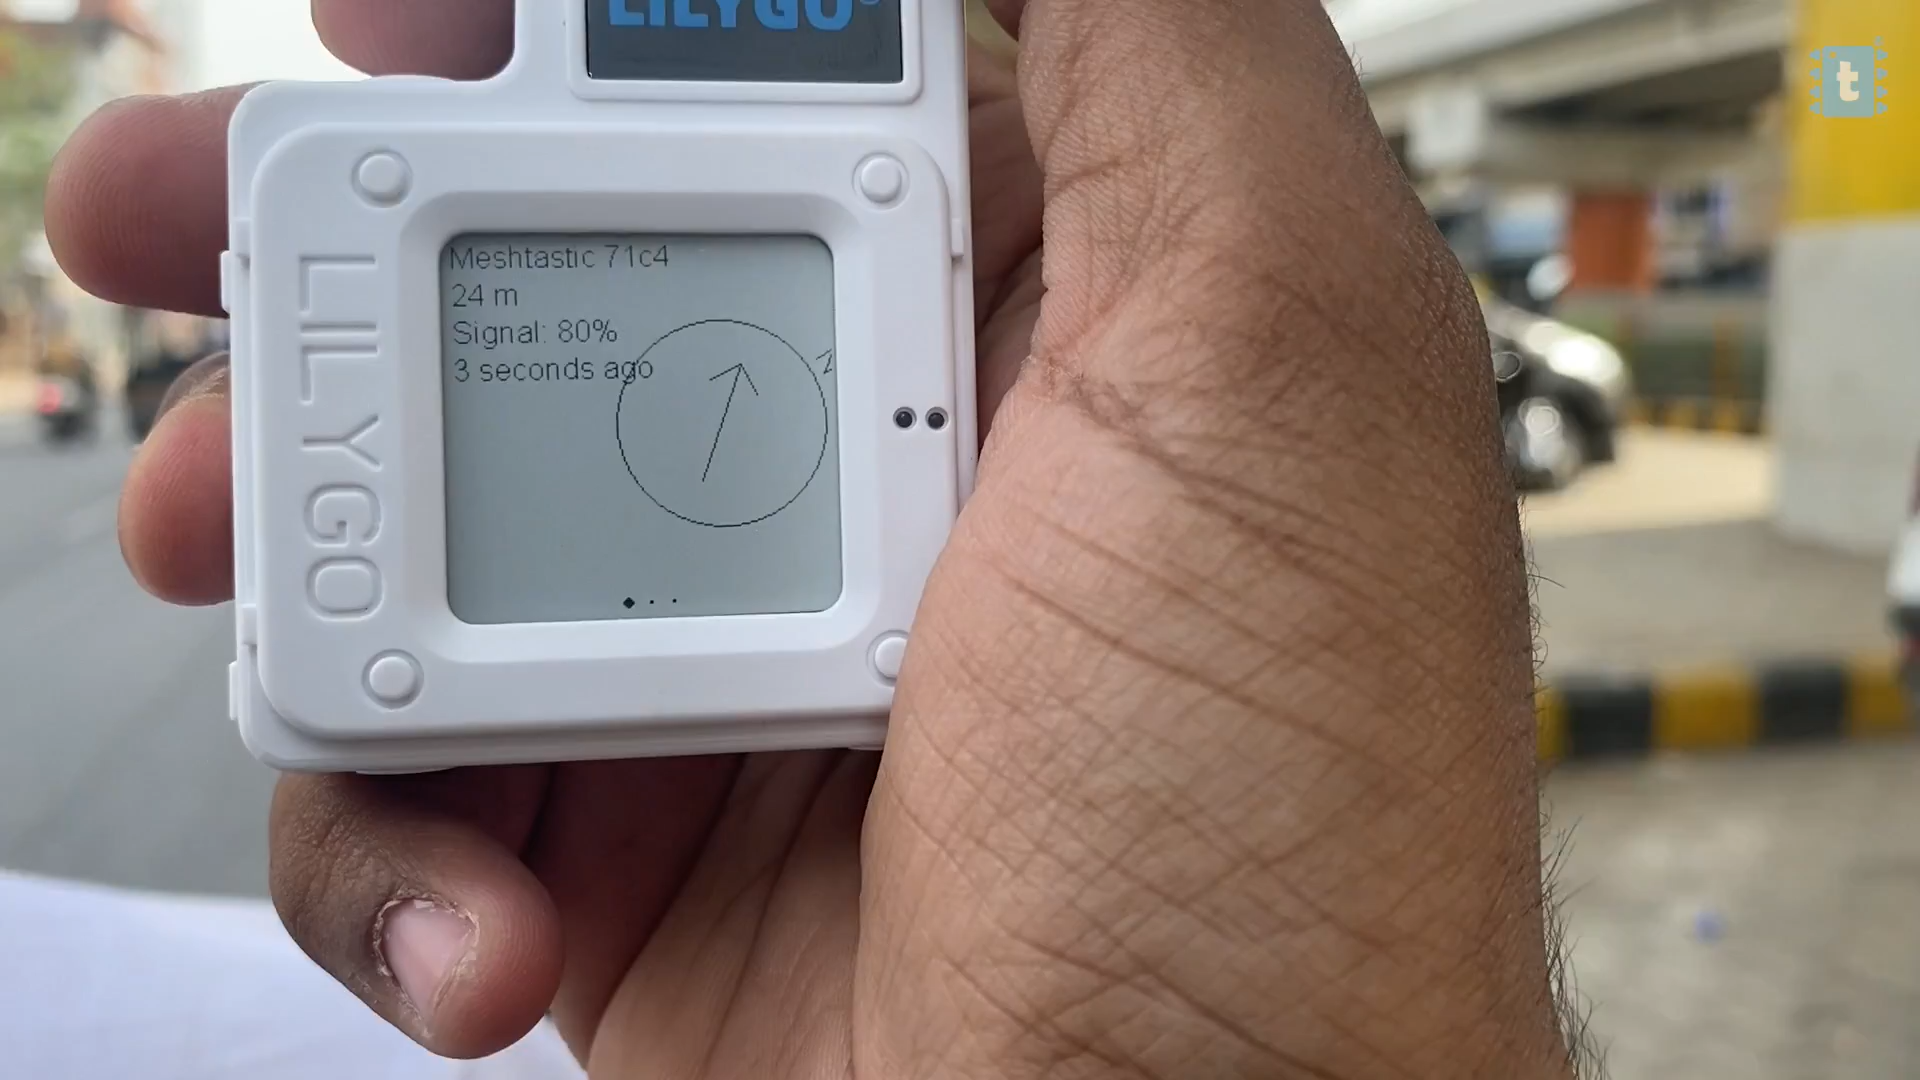 LILYGO®
LILYGO
Meshtastic 71c4
24 m
Signal: 80%
3 seconds ago
N
t